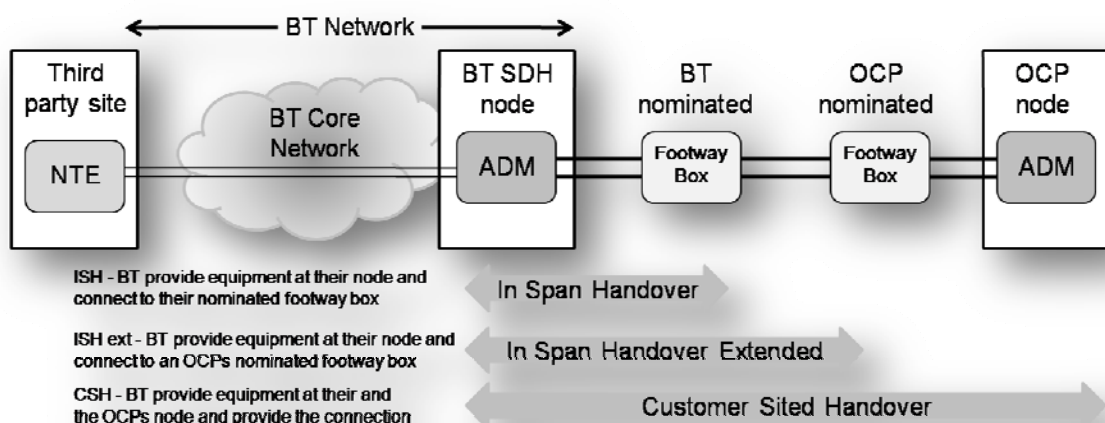 BT Network
Third
party site
NTE
BT Core
Network
BT SDH
node
ADM
BT
nominated
Footway
Box
OCP
nominated
Footway
Box
OCP
node
ADM
ISH - BT provide equipment at their node and
connect to their nominated footway box
In Span Handover
ISH ext - BT provide equipment at their node and
connect to an OCPs nominated footway box
In Span Handover Extended
CSH - BT provide equipment at their and
the OCPs node and provide the connection
Customer Sited Handover